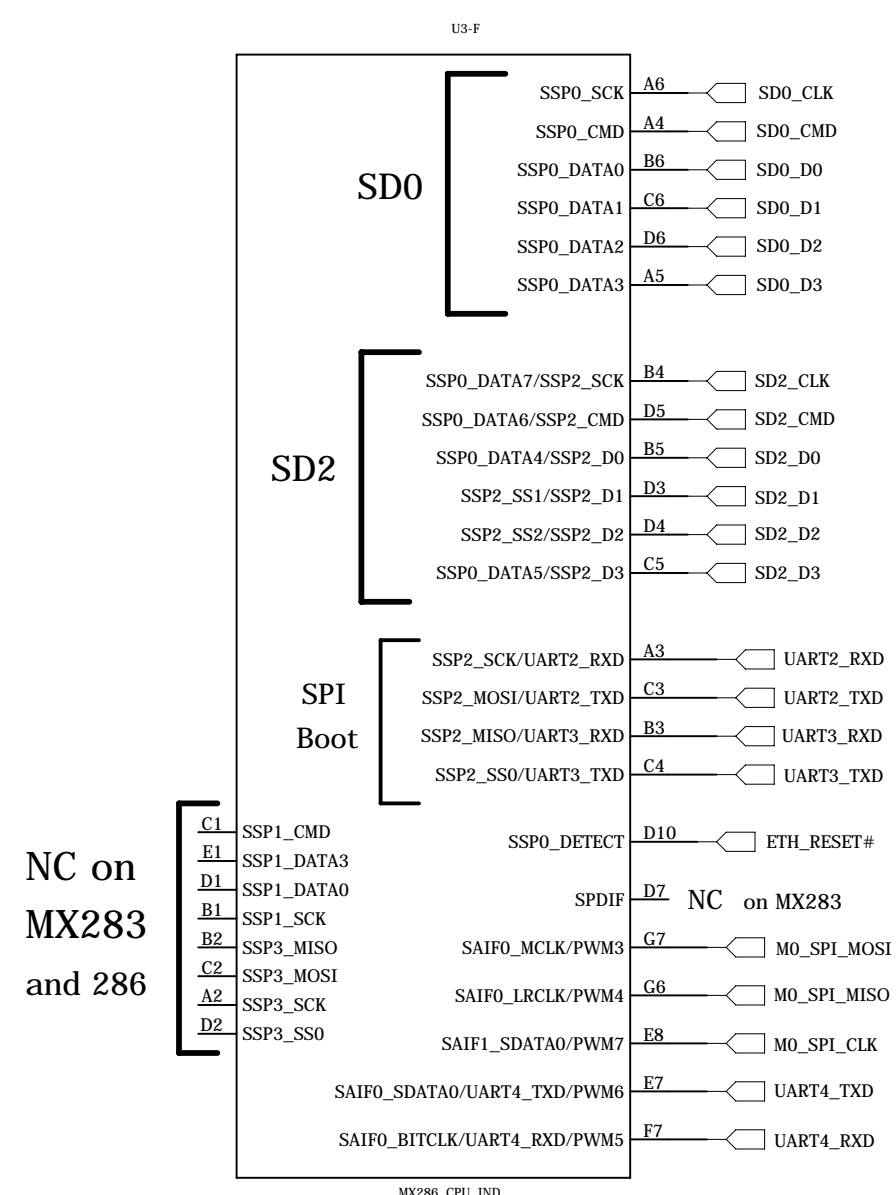 U3-F
SD0
SSP0_SCK A6 SD0_CLK
SSP0_CMD A4 SD0_CMD
SSP0_DATA0 B6 SD0_D0
SSP0_DATA1 C6 SD0_D1
SSP0_DATA2 D6 SD0_D2
SSP0_DATA3 A5 SD0_D3
SD2
SSP0_DATA7/SSP2_SCK B4 SD2_CLK
SSP0_DATA6/SSP2_CMD D5 SD2_CMD
SSP0_DATA4/SSP2_D0 B5 SD2_D0
SSP2_SS1/SSP2_D1 D3 SD2_D1
SSP2_SS2/SSP2_D2 D4 SD2_D2
SSP0_DATA5/SSP2_D3 C5 SD2_D3
SPI
Boot
SSP2_SCK/UART2_RXD A3 UART2_RXD
SSP2_MOSI/UART2_TXD C3 UART2_TXD
SSP2_MISO/UART3_RXD B3 UART3_RXD
SSP2_SS0/UART3_TXD C4 UART3_TXD
NC on
MX283
and 286
C1 SSP1_CMD
E1 SSP1_DATA3
D1 SSP1_DATA0
B1 SSP1_SCK
B2 SSP3_MISO
C2 SSP3_MOSI
A2 SSP3_SCK
D2 SSP3_SS0
SSP0_DETECT D10 ETH_RESET#
SPDIF D7 NC on MX283
SAIF0_MCLK/PWM3 G7 M0_SPI_MOSI
SAIF0_LRCLK/PWM4 G6 M0_SPI_MISO
SAIF1_SDATA0/PWM7 E8 M0_SPI_CLK
SAIF0_SDATA0/UART4_TXD/PWM6 E7 UART4_TXD
SAIF0_BITCLK/UART4_RXD/PWM5 F7 UART4_RXD
MX286_CPU_IND